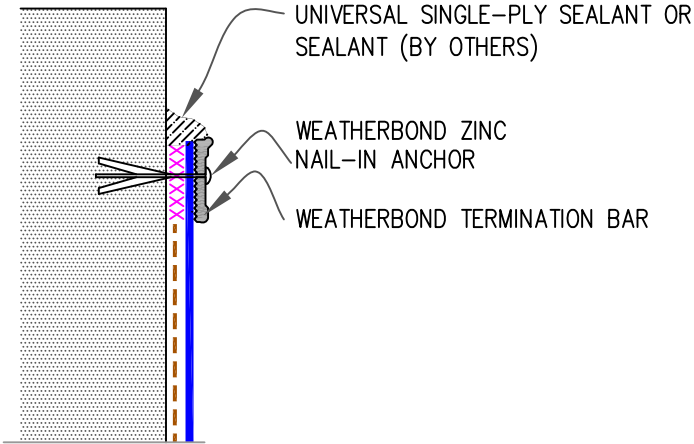 UNIVERSAL SINGLE-PLY SEALANT OR
SEALANT (BY OTHERS)
WEATHERBOND ZINC
NAIL-IN ANCHOR
WEATHERBOND TERMINATION BAR